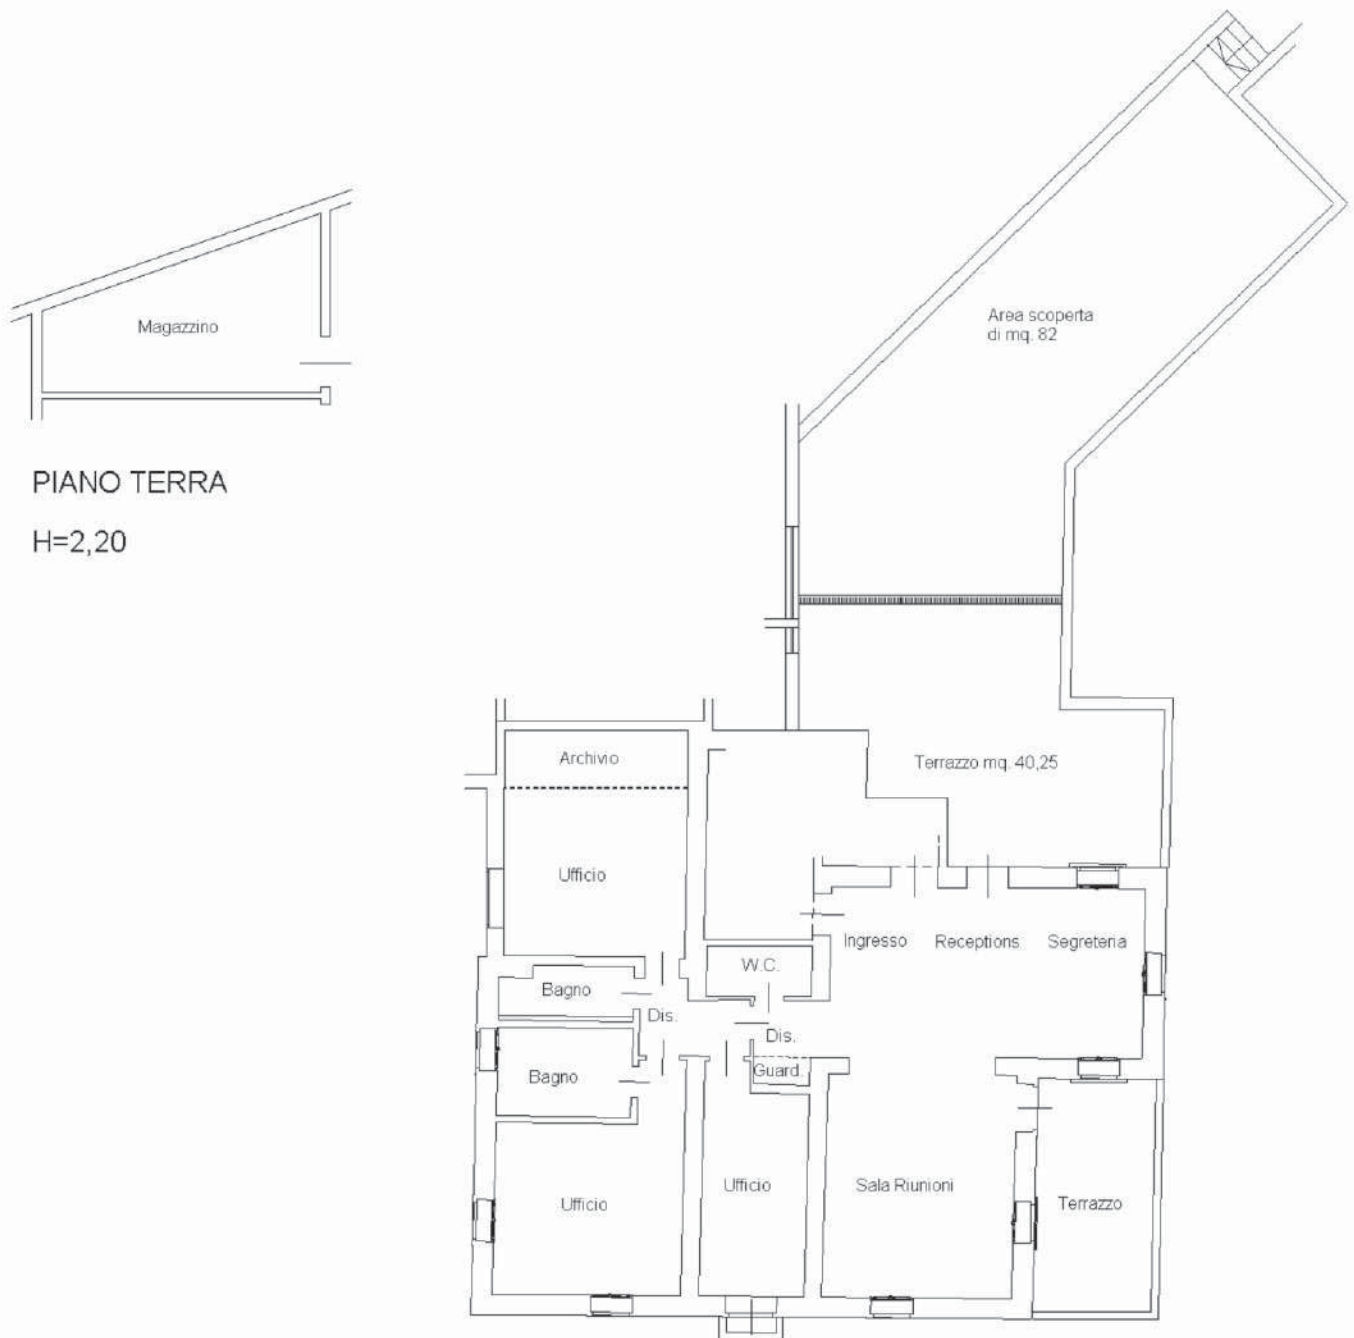 Magazzino
PIANO TERRA
H=2,20
Area scoperta
di mq. 82
Terrazzo mq. 40,25
Archivio
Ufficio
Ingresso
Receptions
Segreteria
W.C.
Bagno
Dis.
Dis.
Guard.
Bagno
Ufficio
Ufficio
Sala Riunioni
Terrazzo